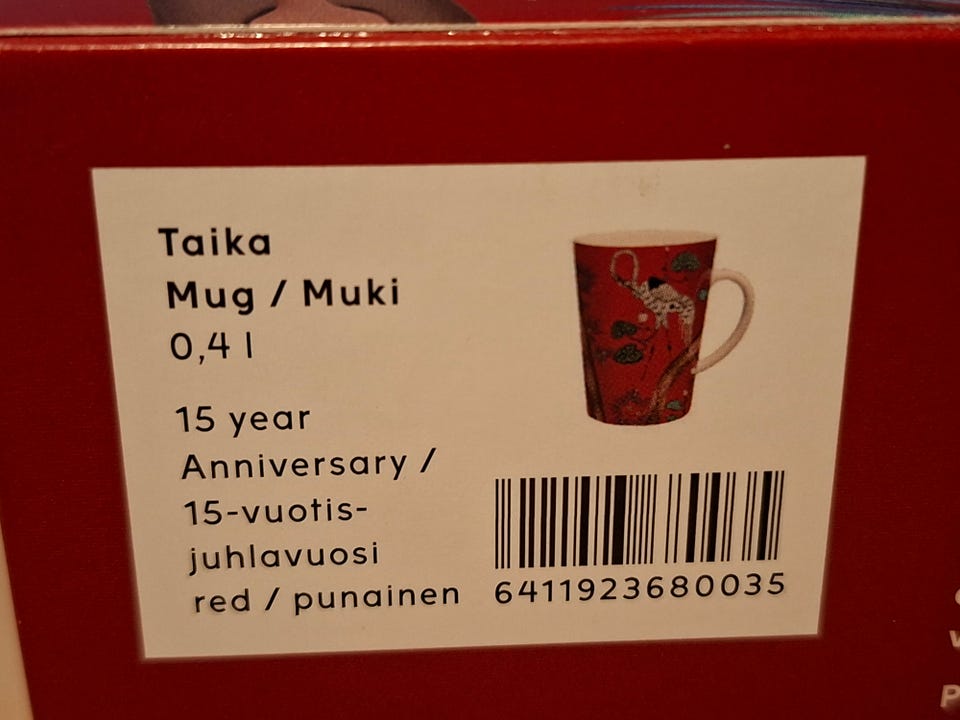 Taika
Mug / Muki
0,4 l
15 year
Anniversary /
15-vuotis-
juhlavuosi
red / punainen
6411923680035